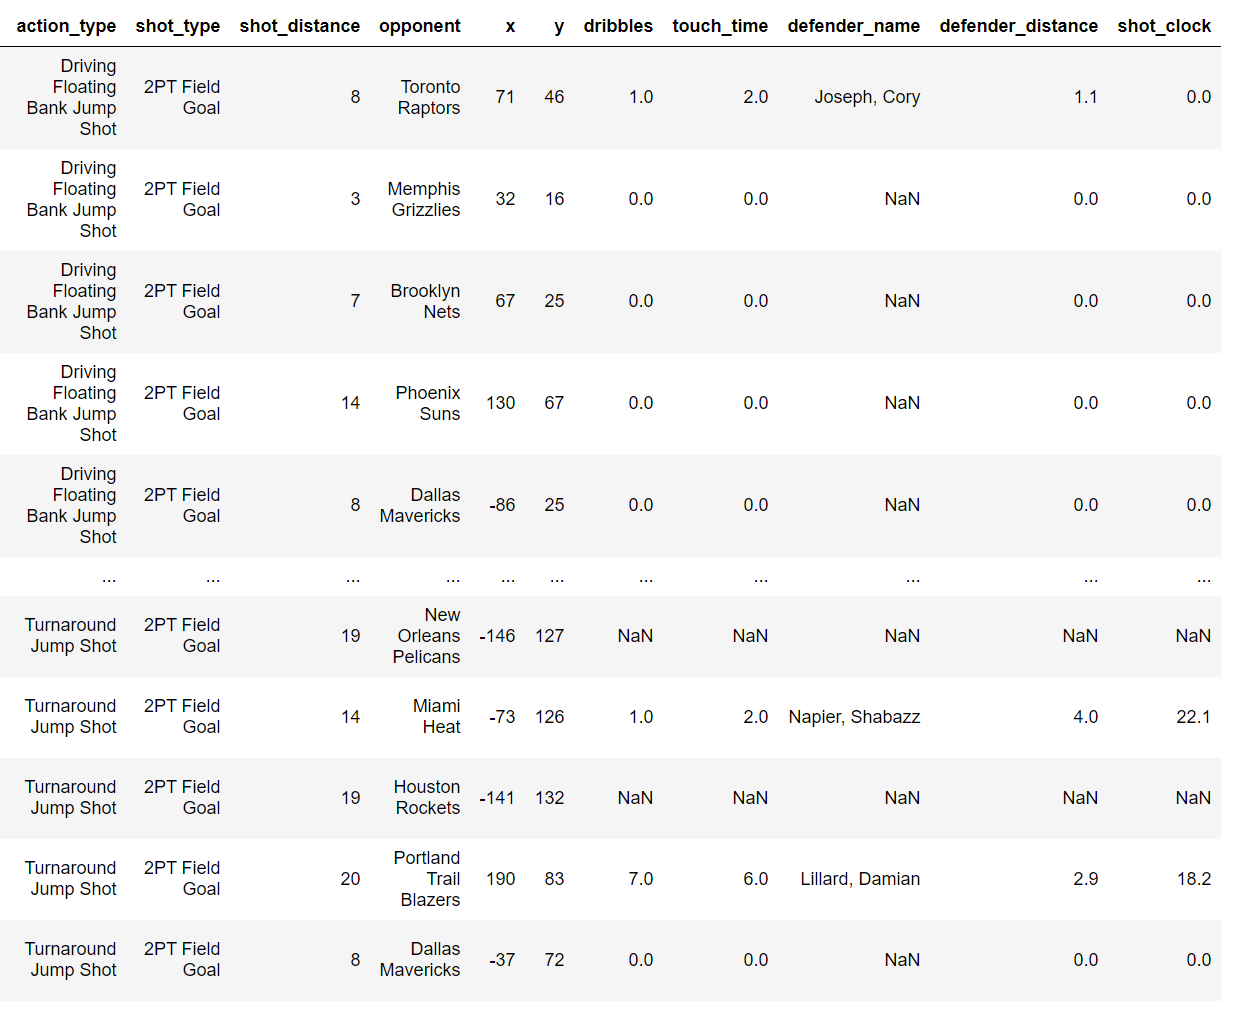 action_type shot_type shot_distance opponent x y dribbles touch_time defender_name defender_distance shot_clock
Driving
Floating
Bank Jump
Shot
2PT Field
Goal
8
Toronto
Raptors
71 46 1.0 2.0 Joseph, Cory 1.1 0.0
Driving
Floating
Bank Jump
Shot
2PT Field
Goal
3
Memphis
Grizzlies
32 16 0.0 0.0 NaN 0.0 0.0
Driving
Floating
Bank Jump
Shot
2PT Field
Goal
7
Brooklyn
Nets
67 25 0.0 0.0 NaN 0.0 0.0
Driving
Floating
Bank Jump
Shot
2PT Field
Goal
14
Phoenix
Suns
130 67 0.0 0.0 NaN 0.0 0.0
Driving
Floating
Bank Jump
Shot
2PT Field
Goal
8
Dallas
Mavericks
-86 25 0.0 0.0 NaN 0.0 0.0
... ... ... ... ... ... ... ... ... ... ...
Turnaround
Jump Shot
2PT Field
Goal
19
New
Orleans
Pelicans
-146 127 NaN NaN NaN NaN NaN
Turnaround
Jump Shot
2PT Field
Goal
14
Miami
Heat
-73 126 1.0 2.0 Napier, Shabazz 4.0 22.1
Turnaround
Jump Shot
2PT Field
Goal
19
Houston
Rockets
-141 132 NaN NaN NaN NaN NaN
Turnaround
Jump Shot
2PT Field
Goal
20
Portland
Trail
Blazers
190 83 7.0 6.0 Lillard, Damian 2.9 18.2
Turnaround
Jump Shot
2PT Field
Goal
8
Dallas
Mavericks
-37 72 0.0 0.0 NaN 0.0 0.0